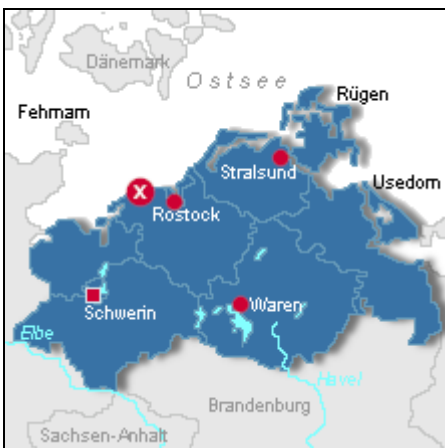 Dänemark
Ostsee
Rügen
Fehmarn
Stralsund
Usedom
X
Rostock
Waren
Schwerin
Elbe
Havel
Brandenburg
Sachsen-Anhalt